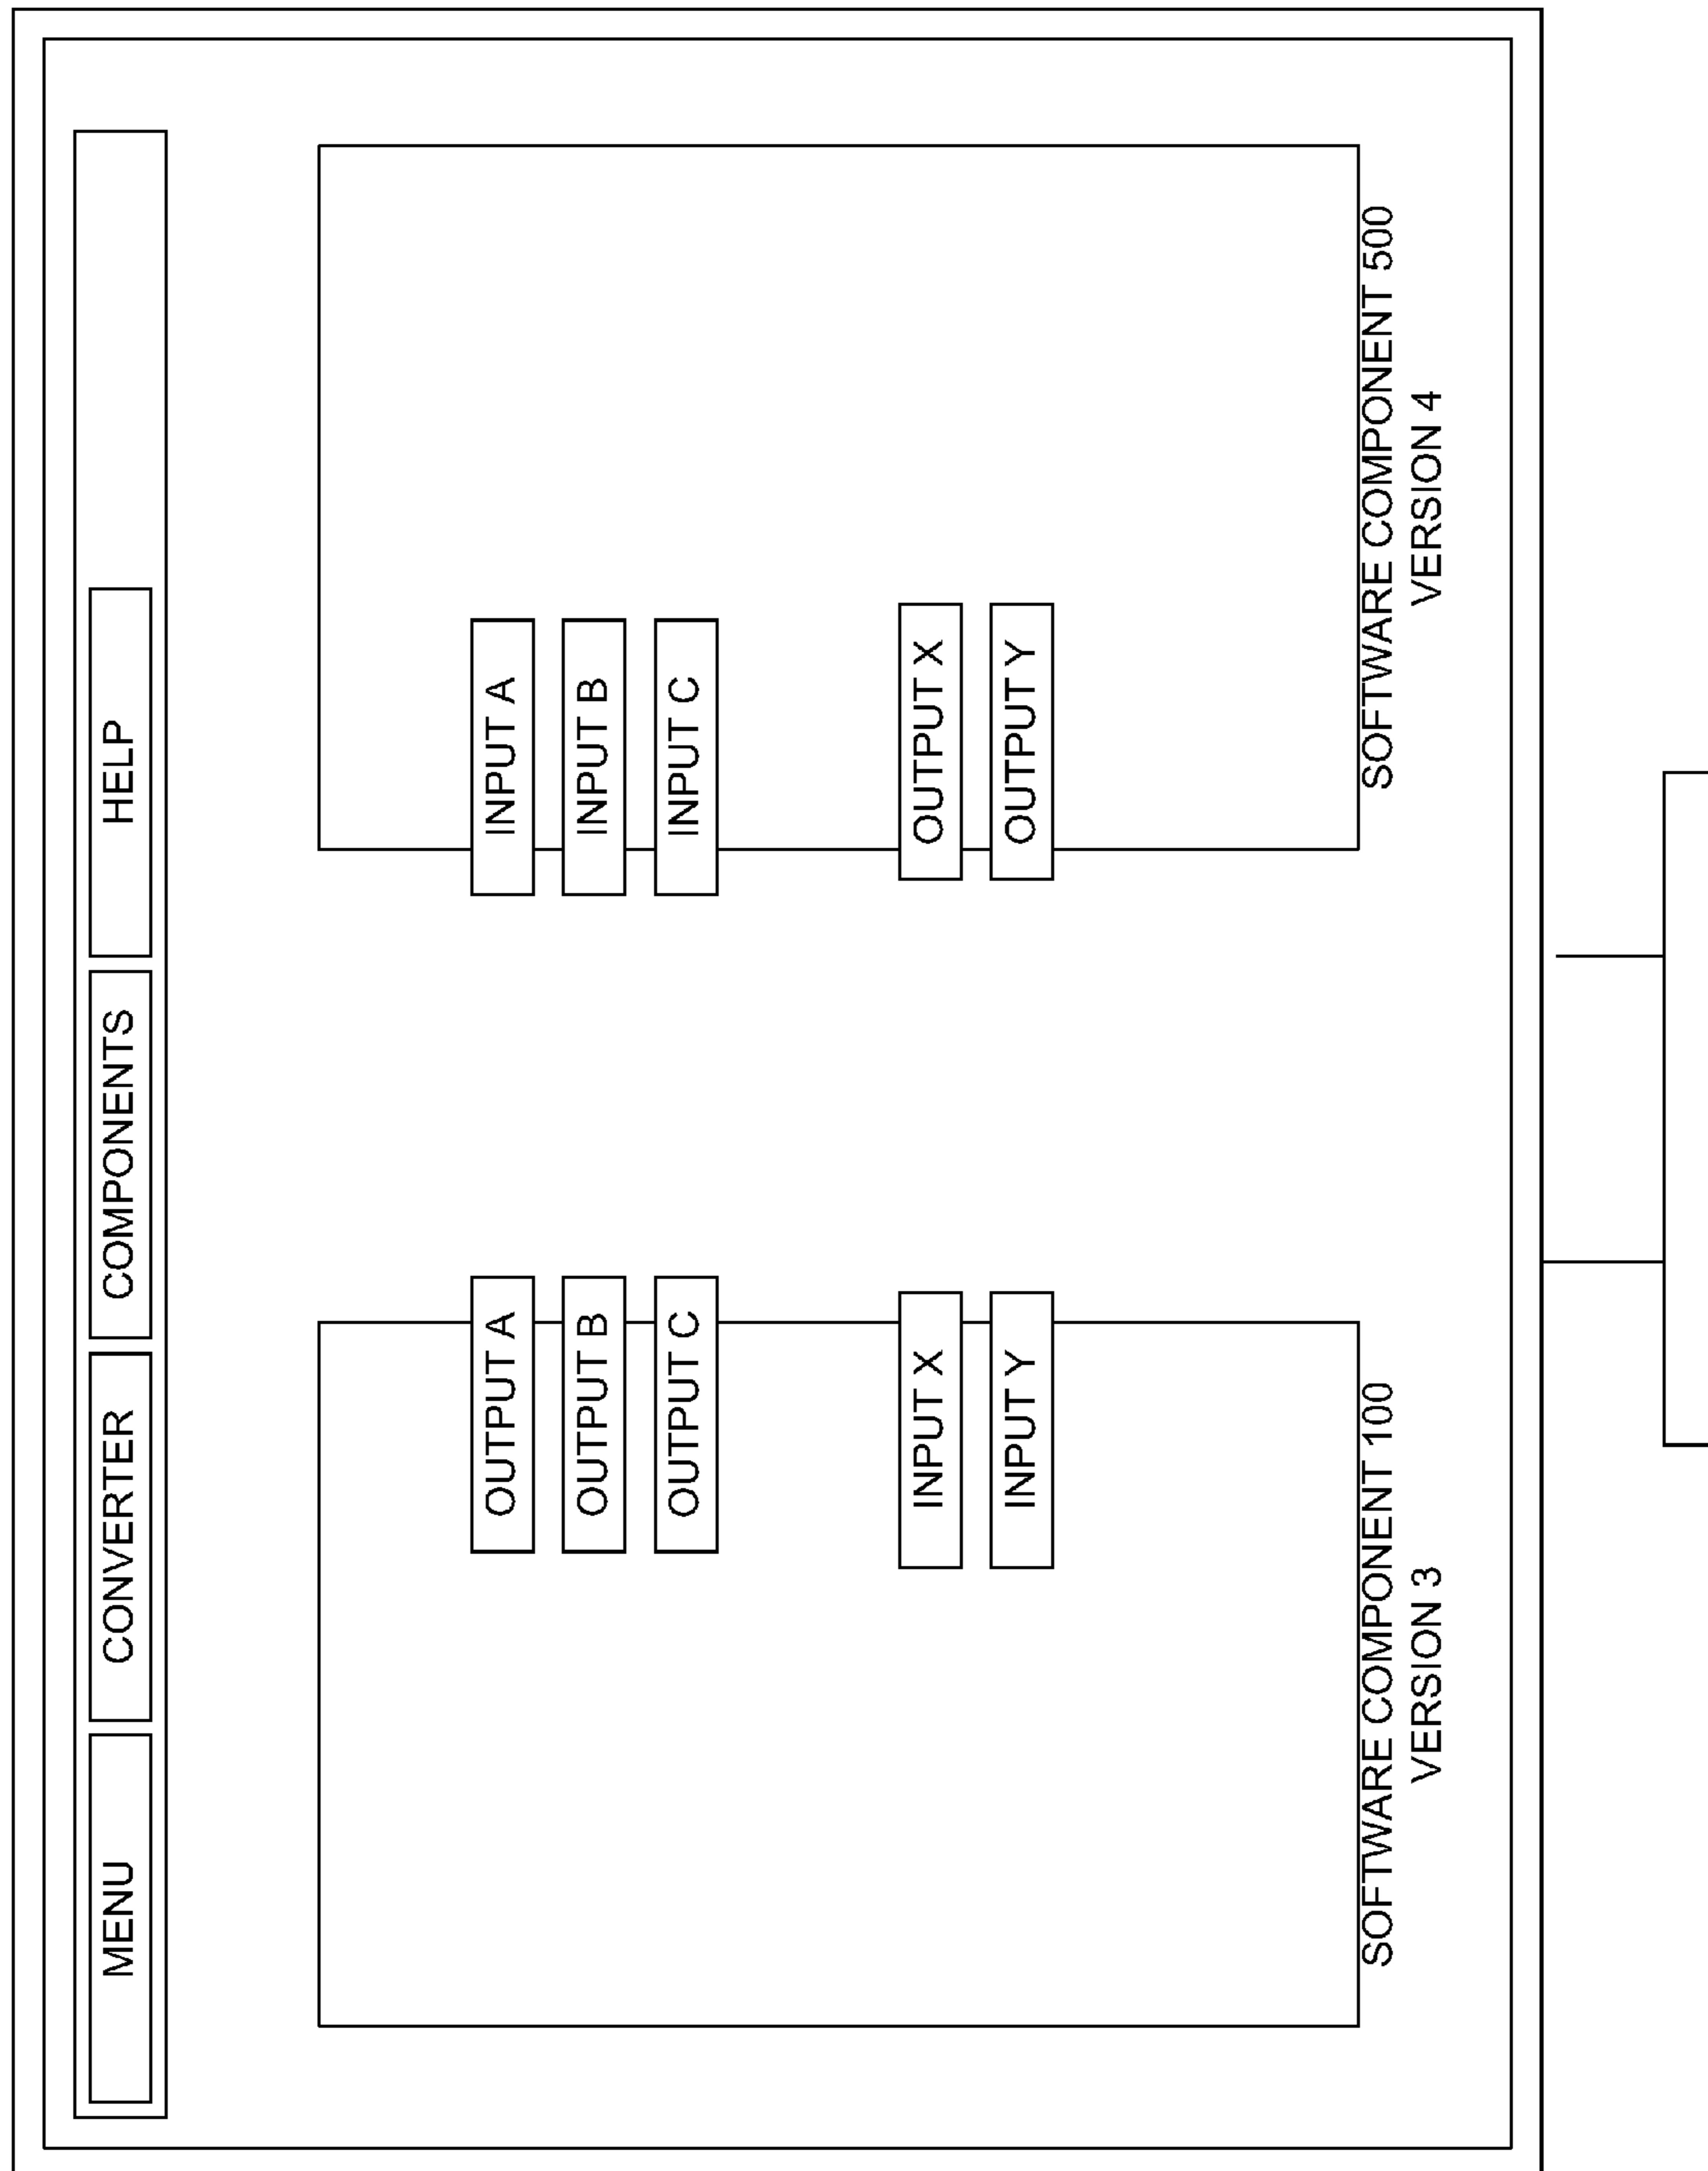 MENU
CONVERTER
COMPONENTS
HELP
OUTPUT A
OUTPUT B
OUTPUT C
INPUT X
INPUT Y
SOFTWARE COMPONENT 100
VERSION 3
INPUT A
INPUT B
INPUT C
OUTPUT X
OUTPUT Y
SOFTWARE COMPONENT 500
VERSION 4